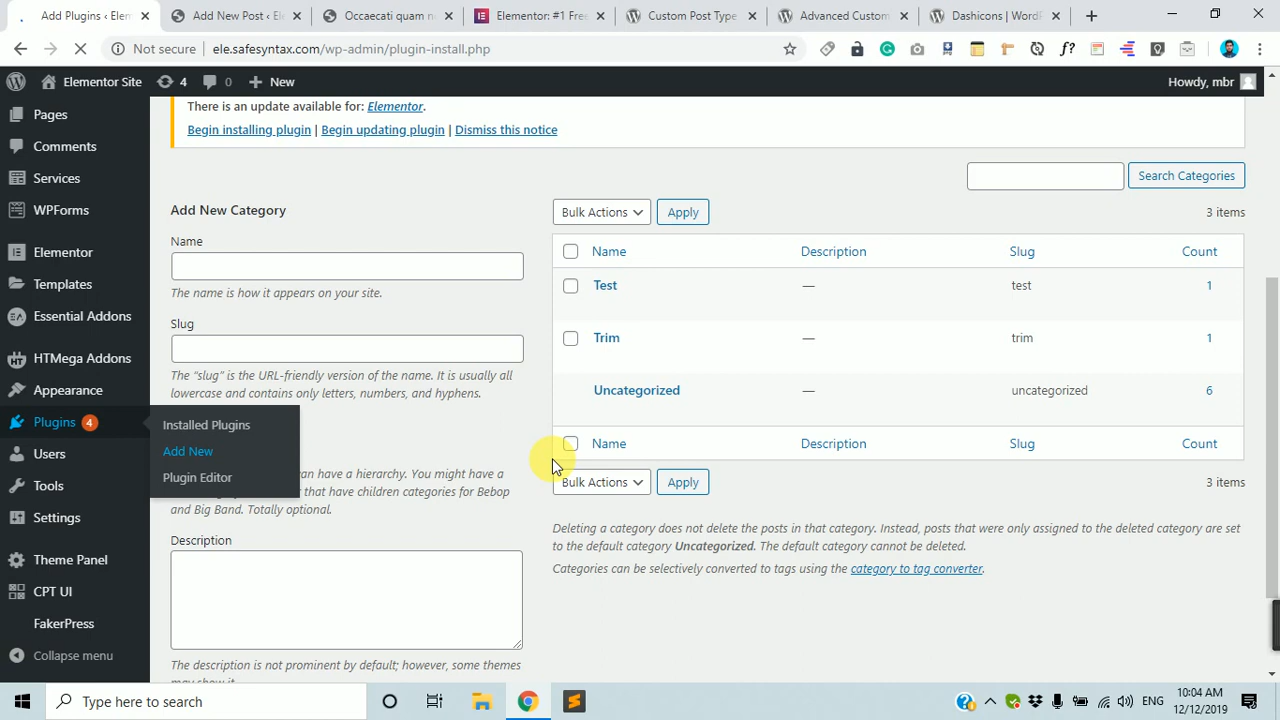 Add Plugins ‹ Elem
Add New Post ‹ E
Occaecati quam n
Elementor: #1 Free
Custom Post Type
Advanced Custom
Dashicons | WordP
Not secure | ele.safesyntax.com/wp-admin/plugin-install.php
Elementor Site
4
0
New
Howdy, mbr
There is an update available for: Elementor.
Begin installing plugin | Begin updating plugin | Dismiss this notice
Search Categories
Pages
Comments
Services
WPForms
Elementor
Templates
Essential Addons
HTMega Addons
Appearance
Plugins 4
Users
Tools
Settings
Theme Panel
CPT UI
FakerPress
Collapse menu
Installed Plugins
Add New
Plugin Editor
Add New Category
Name
The name is how it appears on your site.
Slug
The “slug” is the URL-friendly version of the name. It is usually all
lowercase and contains only letters, numbers, and hyphens.
an have a hierarchy. You might have a
that have children categories for Bebop
and Big Band. Totally optional.
Description
The description is not prominent by default; however, some themes
may show it.
Bulk Actions
Apply
3 items
Name Description Slug Count
Test — test 1
Trim — trim 1
Uncategorized uncategorized 6
Name Description Slug Count
Bulk Actions
Apply
3 items
Deleting a category does not delete the posts in that category. Instead, posts that were only assigned to the deleted category are set
to the default category Uncategorized. The default category cannot be deleted.
Categories can be selectively converted to tags using the category to tag converter.
Type here to search
ENG
10:04 AM
12/12/2019